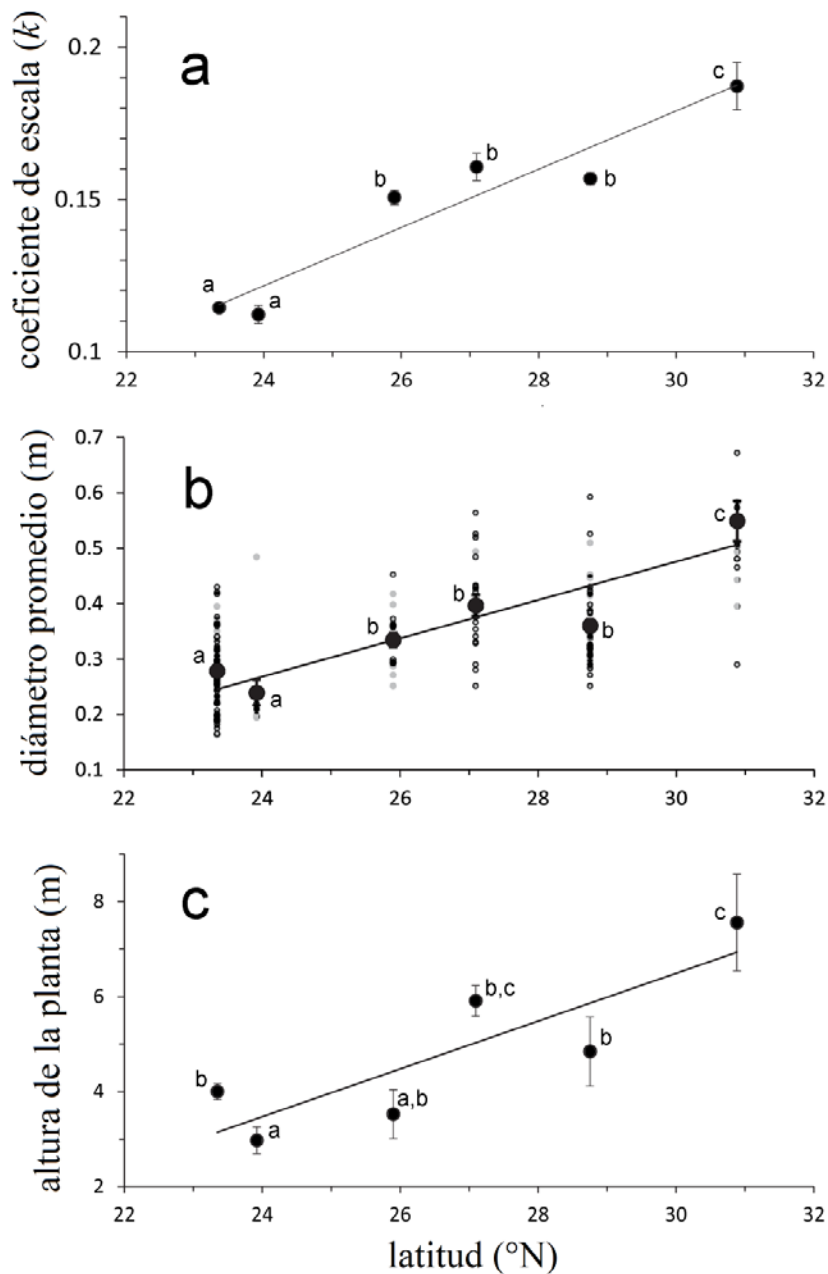 coeficiente de escala (k)
a
0.2
0.15
0.1
a
a
b
b
b
c
22
24
26
28
30
32
diámetro promedio (m)
b
0.7
0.6
0.5
0.4
0.3
0.2
0.1
a
a
b
b
b
c
22
24
26
28
30
32
altura de la planta (m)
c
8
6
4
2
b
a
a,b
b,c
b
c
22
24
26
28
30
32
latitud (°N)